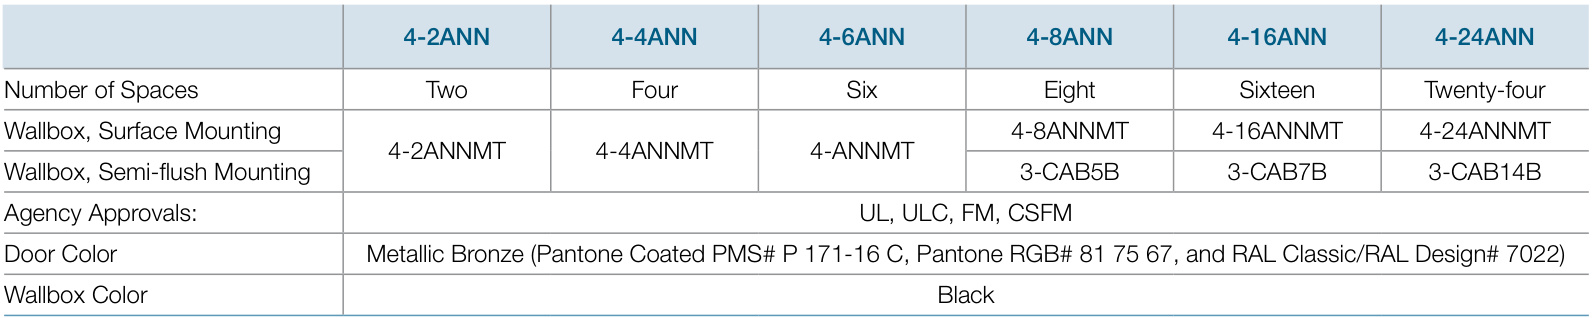 4-2ANN 4-4ANN 4-6ANN 4-8ANN 4-16ANN 4-24ANN
Number of Spaces Two Four Six Eight Sixteen Twenty-four
Wallbox, Surface Mounting 4-2ANNMT 4-4ANNMT 4-ANNMT 4-8ANNMT 4-16ANNMT 4-24ANNMT
Wallbox, Semi-flush Mounting 3-CAB5B 3-CAB7B 3-CAB14B
Agency Approvals: UL, ULC, FM, CSFM
Door Color Metallic Bronze (Pantone Coated PMS# P 171-16 C, Pantone RGB# 81 75 67, and RAL Classic/RAL Design# 7022)
Wallbox Color Black